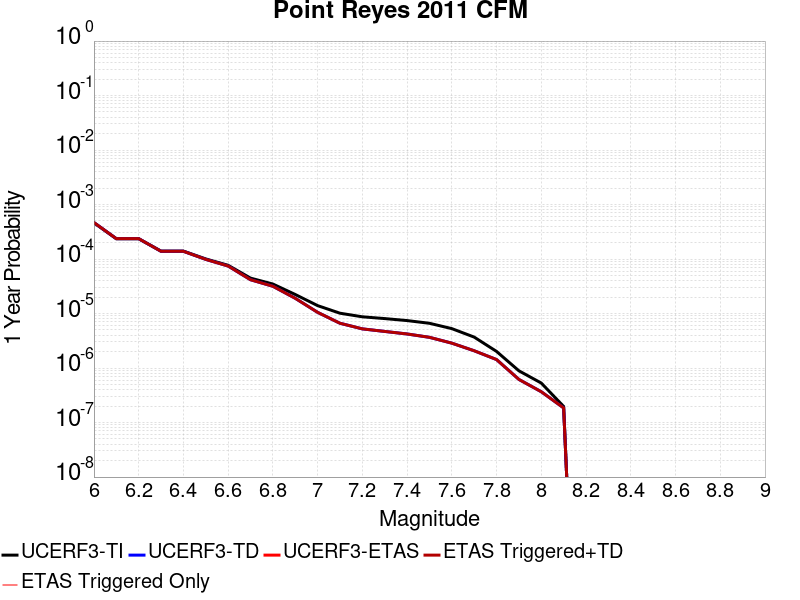 Point Reyes 2011 CFM
10^0
10^-1
10^-2
10^-3
10^-4
10^-5
10^-6
10^-7
10^-8
1 Year Probability
6 6.2 6.4 6.6 6.8 7 7.2 7.4 7.6 7.8 8 8.2 8.4 8.6 8.8 9
Magnitude
UCERF3-TI UCERF3-TD UCERF3-ETAS ETAS Triggered+TD
ETAS Triggered Only